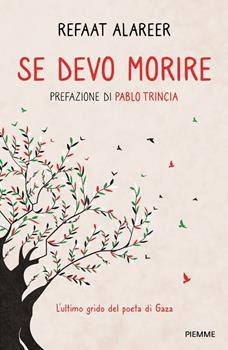 REFAAT ALAREER
SE DEVO MORIRE
PREFAZIONE DI PABLO TRINCIA
L'ultimo grido del poeta di Gaza
PIEMME